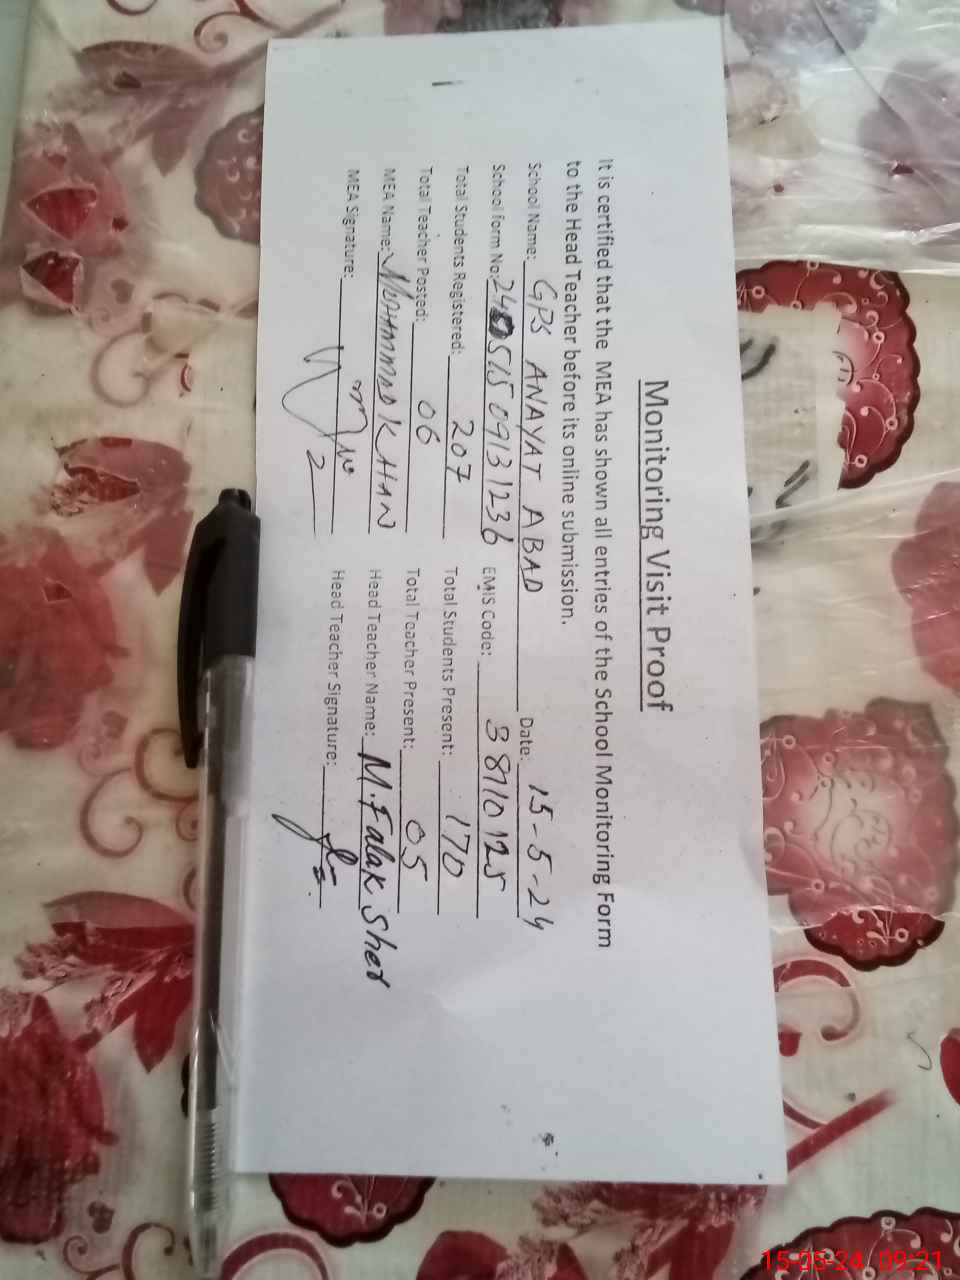 Monitoring Visit Proof
It is certified that the MEA has shown all entries of the School Monitoring Form
to the Head Teacher before its online submission.
School Name: GPS ANAYAT ABAD Date: 15-5-24
School form No: 240515 0913 1236 EMIS Code: 38710125
Total Students Registered: 207 Total Students Present: 170
Total Teacher Posted: 06 Total Teacher Present: 05
MEA Name: MOHMMAD KHAN Head Teacher Name: M. Falak Sher
MEA Signature: Head Teacher Signature:
15-05-24 09:21